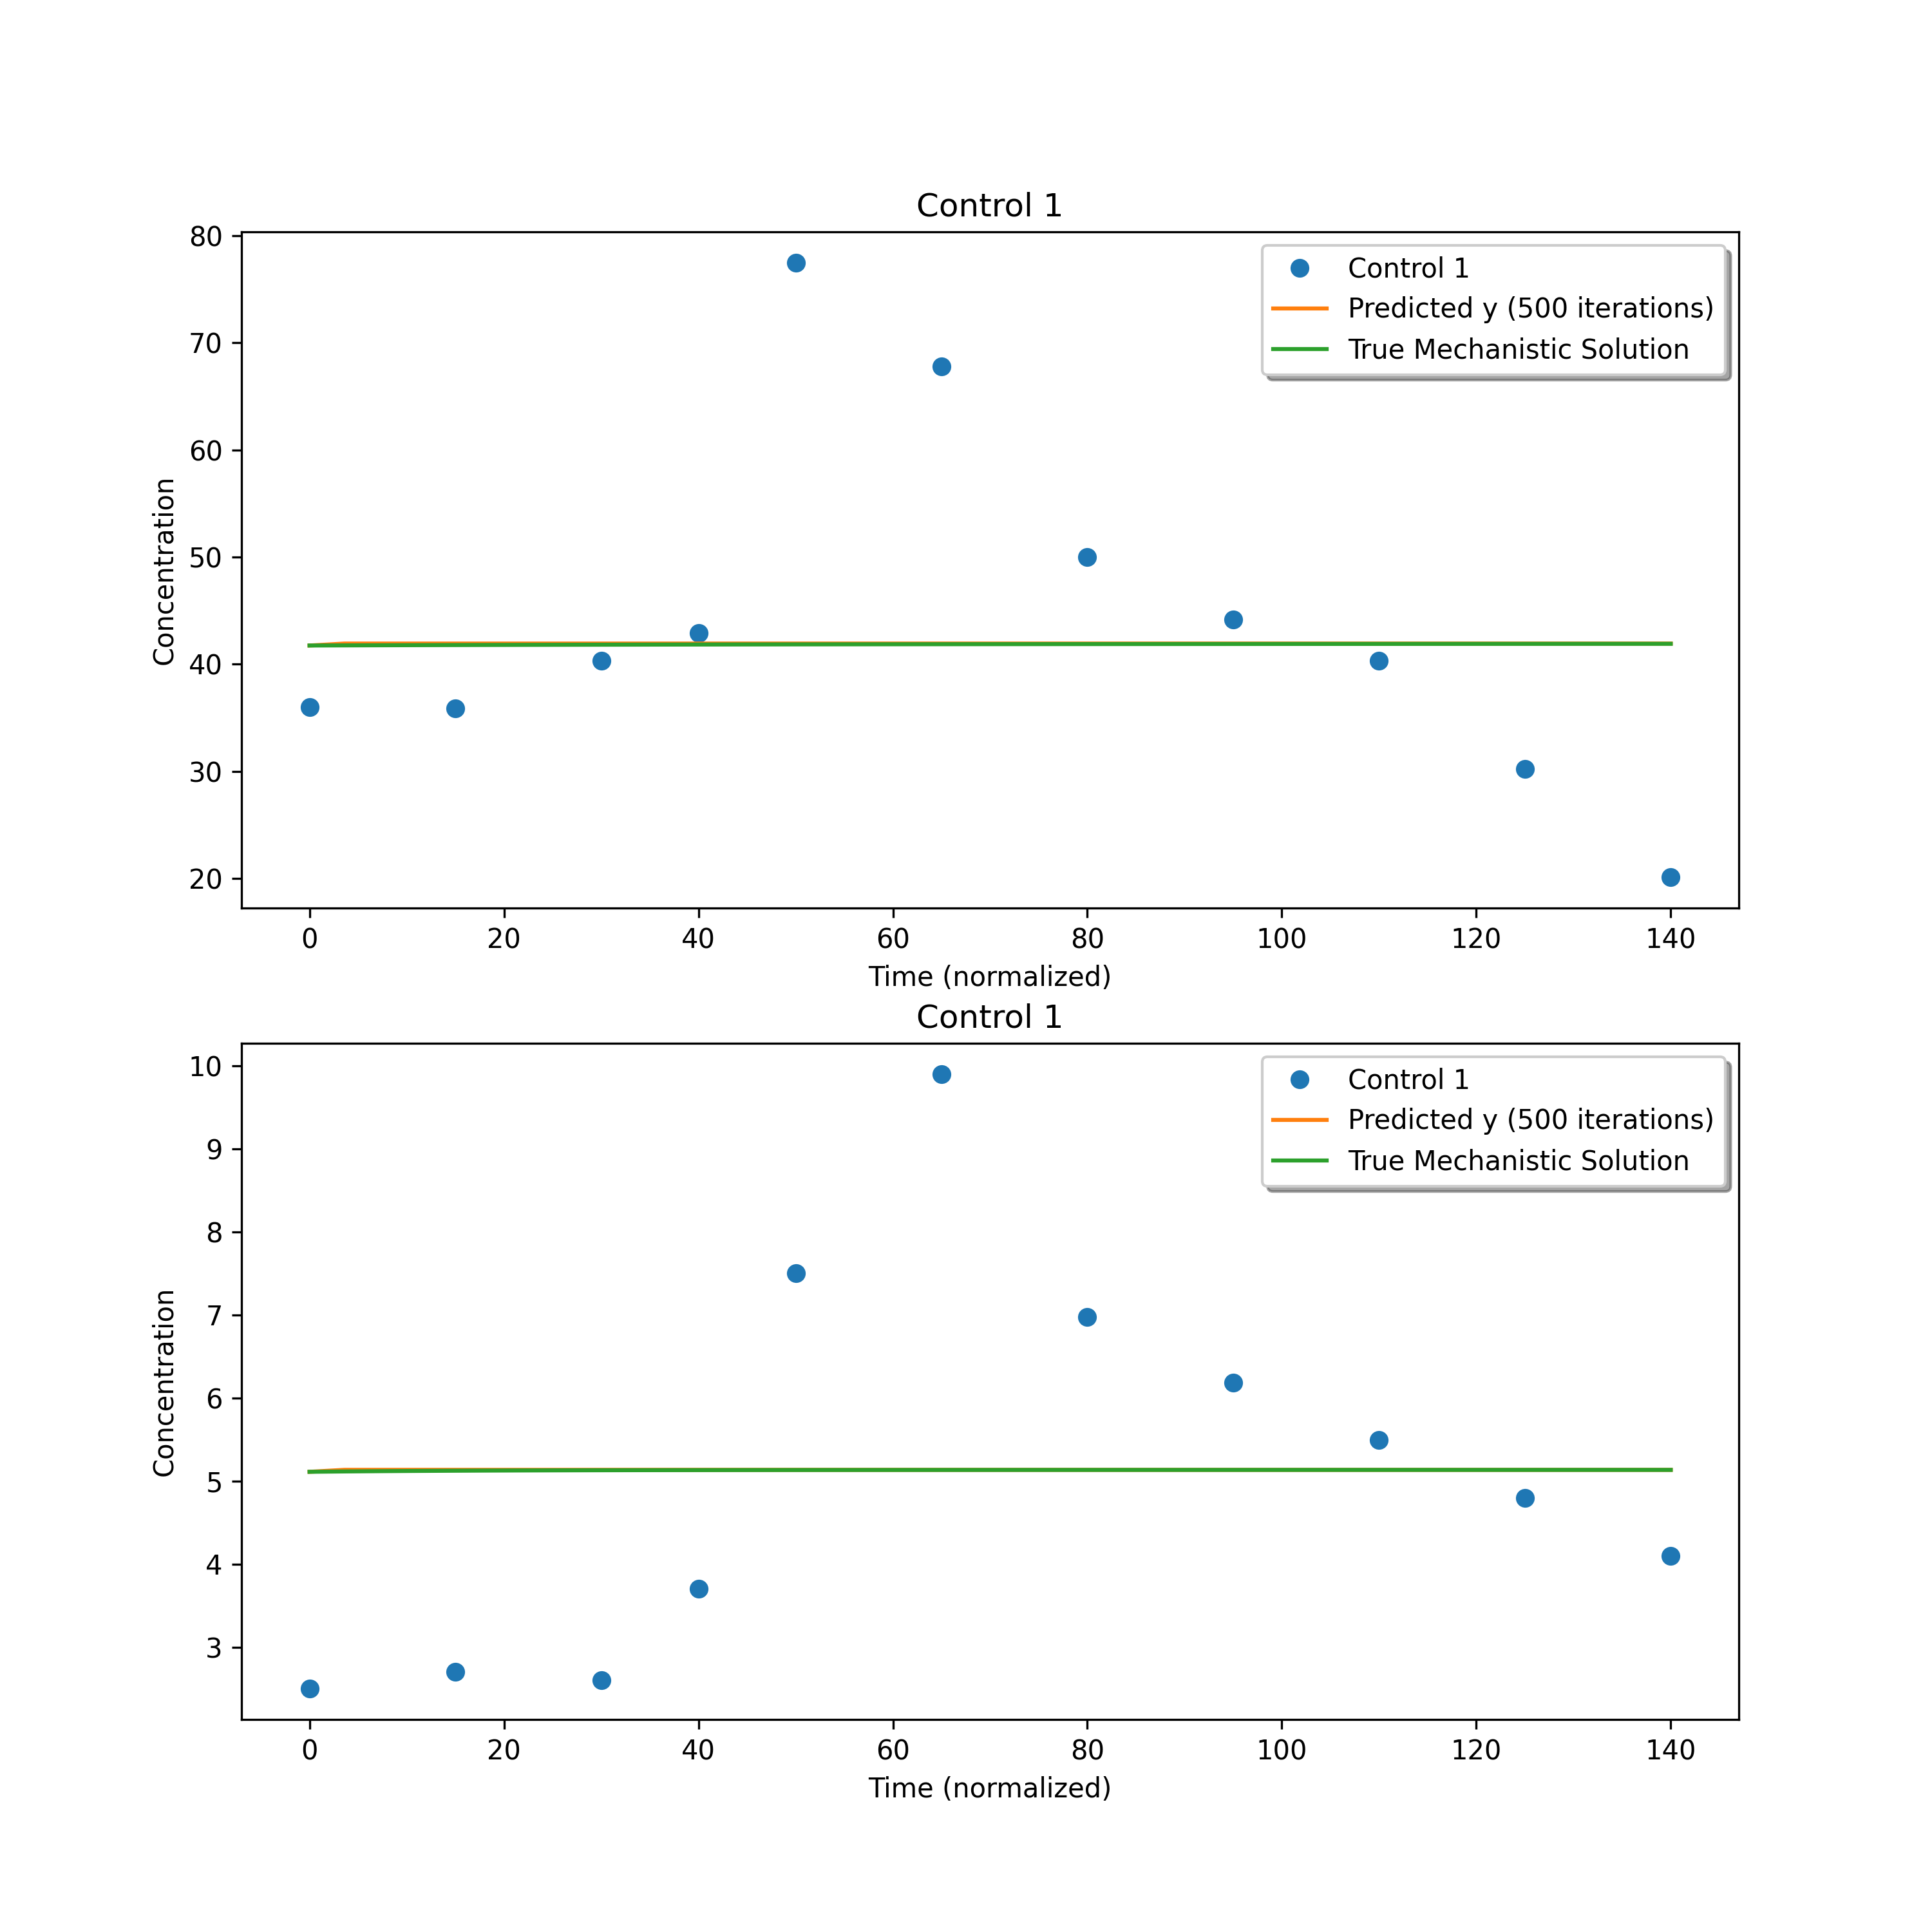 Control 1
80
70
60
50
40
30
20
Concentration
Control 1
Predicted y (500 iterations)
True Mechanistic Solution
0 20 40 60 80 100 120 140
Time (normalized)
Control 1
10
9
8
7
6
5
4
3
Concentration
Control 1
Predicted y (500 iterations)
True Mechanistic Solution
0 20 40 60 80 100 120 140
Time (normalized)